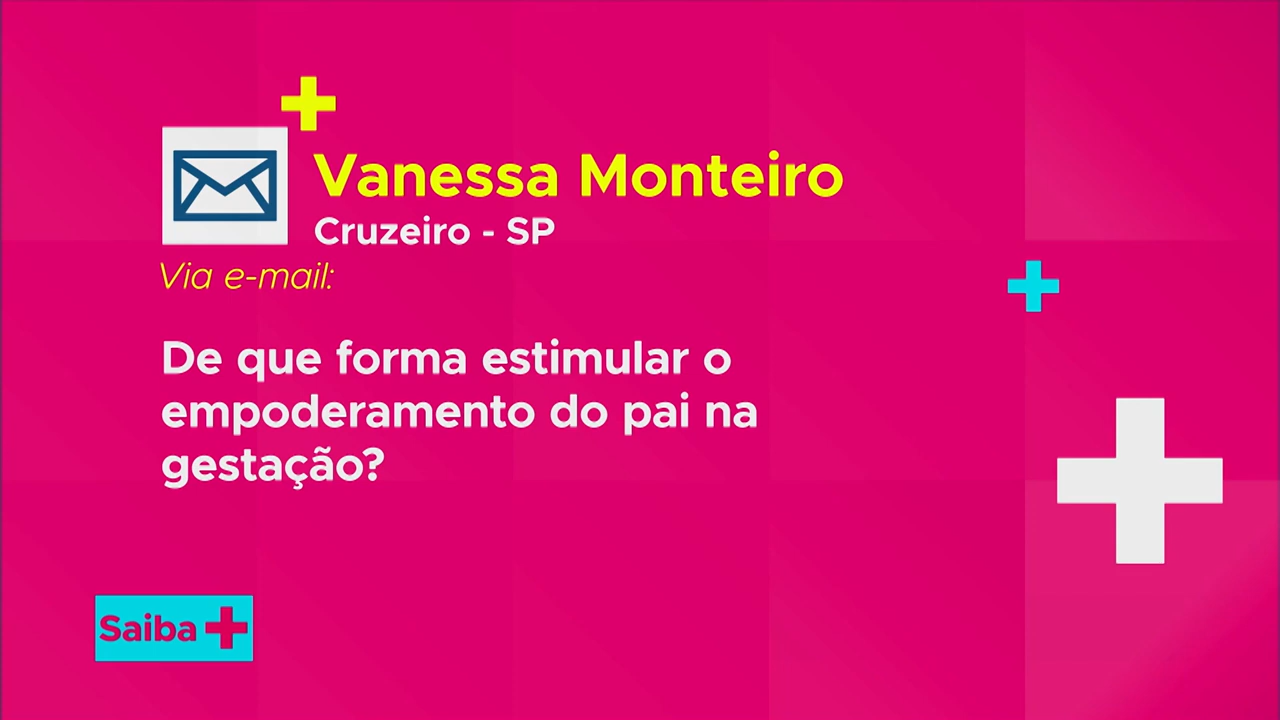 Vanessa Monteiro
Cruzeiro - SP
Via e-mail:
De que forma estimular o
empoderamento do pai na
gestação?
Saiba+